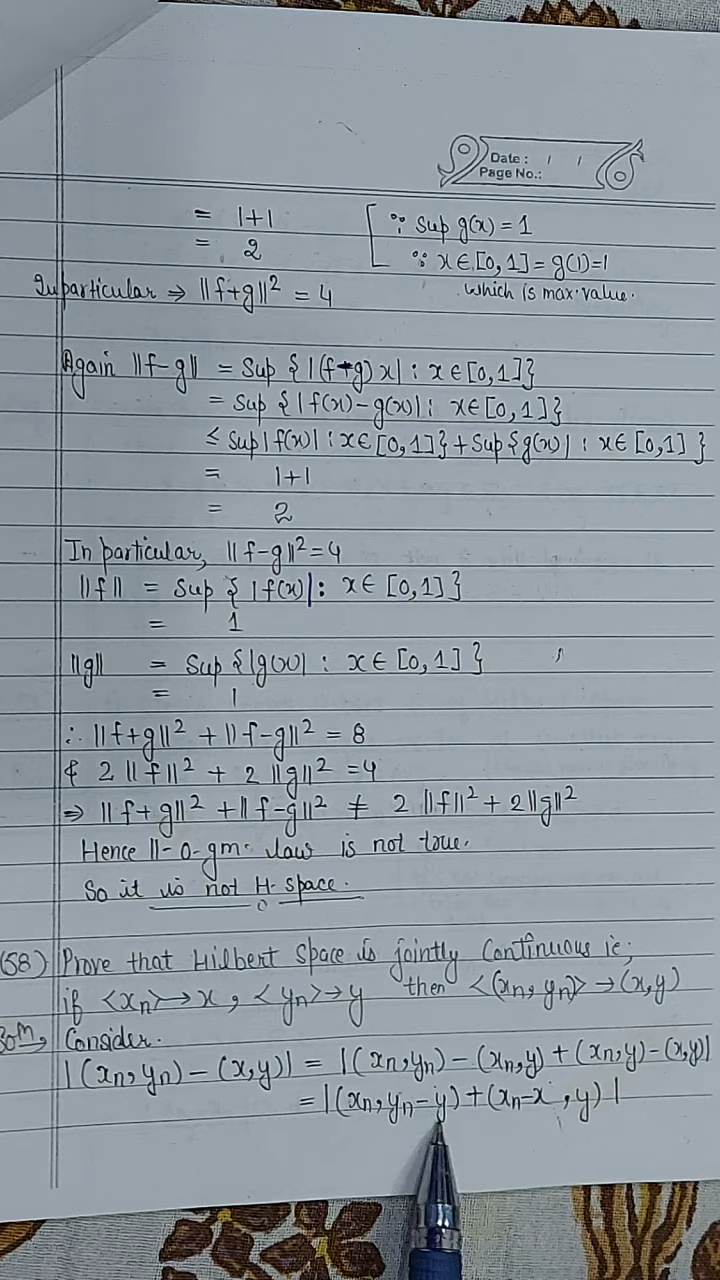 Date : / /
Page No.:
= 1+1 [ ∵ Sup g(x) = 1
= 2 ∵ x ∈ [0,1] = g(1)=1
In particular ⇒ ||f+g||² = 4 which is max. value.
Again ||f-g|| = Sup { |(f-g)x| : x ∈ [0,1]}
= Sup { |f(x) - g(x)| : x ∈ [0,1]}
≤ Sup |f(x)| : x ∈ [0,1]} + Sup { g(x)| : x ∈ [0,1] }
= 1+1
= 2
In particular, ||f-g||² = 4
||f|| = Sup { |f(x)| : x ∈ [0,1] }
= 1
||g|| = Sup { |g(x)| : x ∈ [0,1] }
= 1
∴ ||f+g||² + ||f-g||² = 8
& 2 ||f||² + 2 ||g||² = 4
⇒ ||f+g||² + ||f-g||² ≠ 2 ||f||² + 2||g||²
Hence ||-o-gm. law is not true.
So it is not H-space.
(58) Prove that Hilbert Space is jointly continuous ie;
if <xn> → x, <yn> → y then <(xn, yn)> → (x,y)
Som, Consider.
|(xn, yn) - (x,y)| = |(xn, yn) - (xn, y) + (xn, y) - (x, y)|
= |(xn, yn - y) + (xn - x, y)|